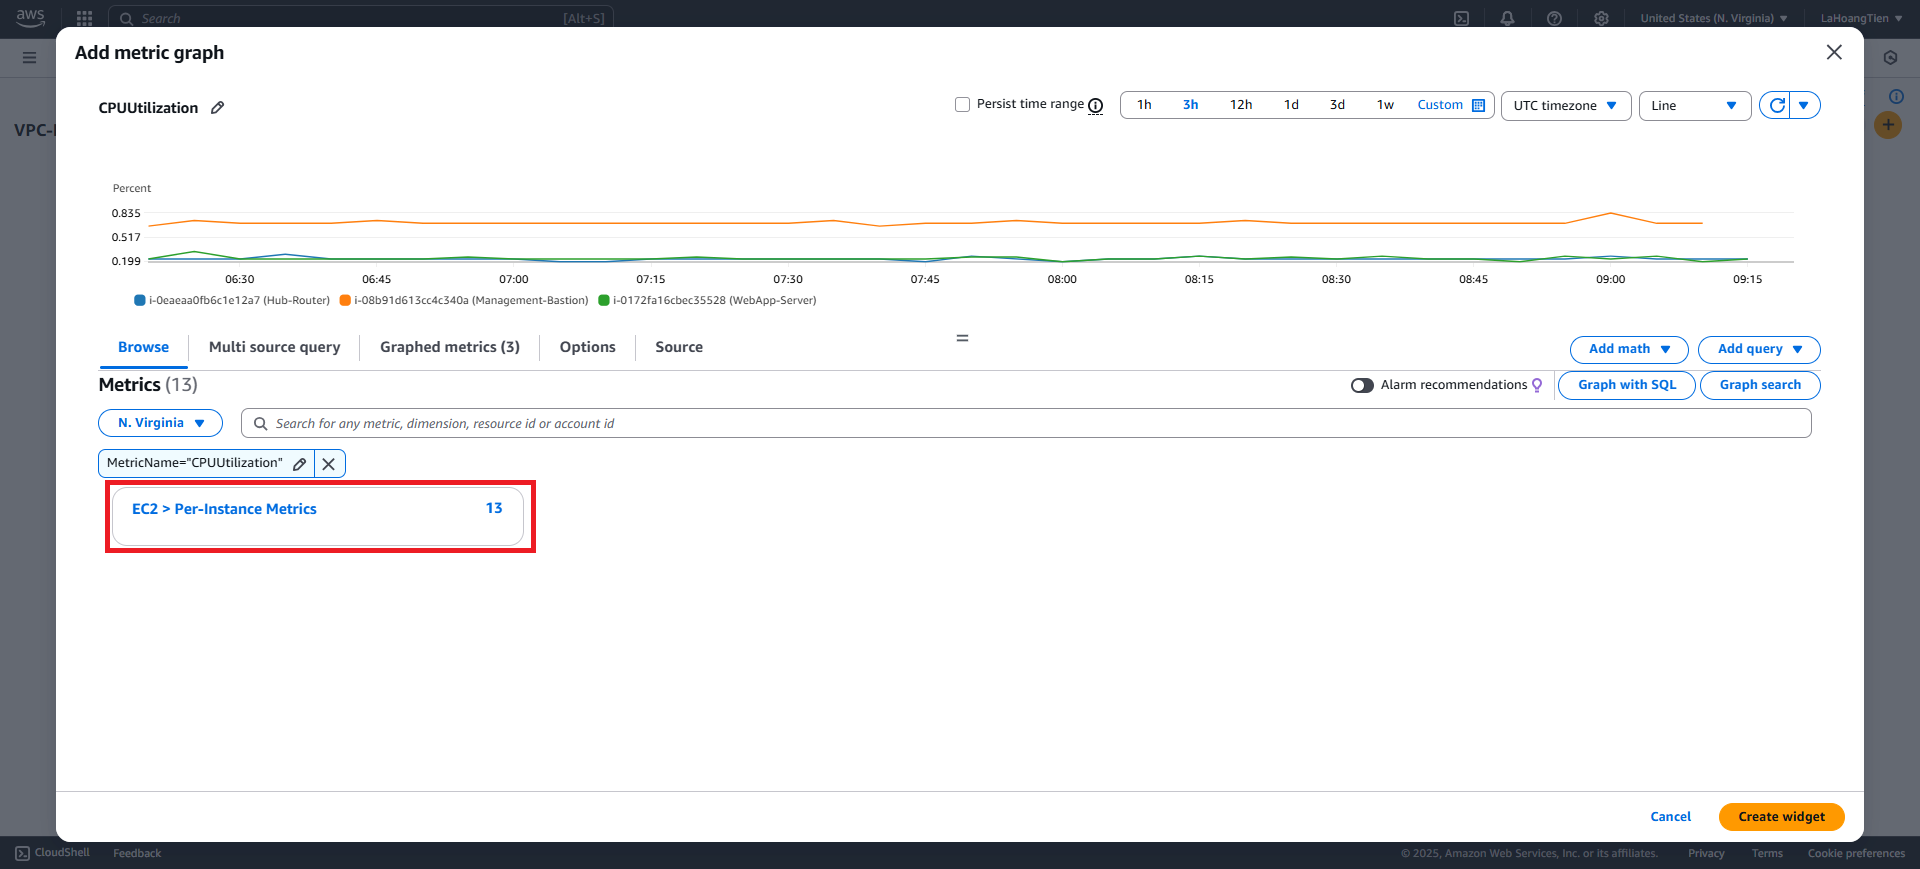 aws
Search
[Alt+S]
United States (N. Virginia)
LaHoangTien
Add metric graph
CPUUtilization
Persist time range
1h
3h
12h
1d
3d
1w
Custom
UTC timezone
Line
Percent
0.835
0.517
0.199
06:30
06:45
07:00
07:15
07:30
07:45
08:00
08:15
08:30
08:45
09:00
09:15
i-0eaeaa0fb6c1e12a7 (Hub-Router)
i-08b91d613cc4c340a (Management-Bastion)
i-0172fa16cbec35528 (WebApp-Server)
Browse
Multi source query
Graphed metrics (3)
Options
Source
Add math
Add query
Metrics (13)
Alarm recommendations
Graph with SQL
Graph search
N. Virginia
Search for any metric, dimension, resource id or account id
MetricName="CPUUtilization"
EC2 > Per-Instance Metrics
13
Cancel
Create widget
CloudShell
Feedback
© 2025, Amazon Web Services, Inc. or its affiliates.
Privacy
Terms
Cookie preferences